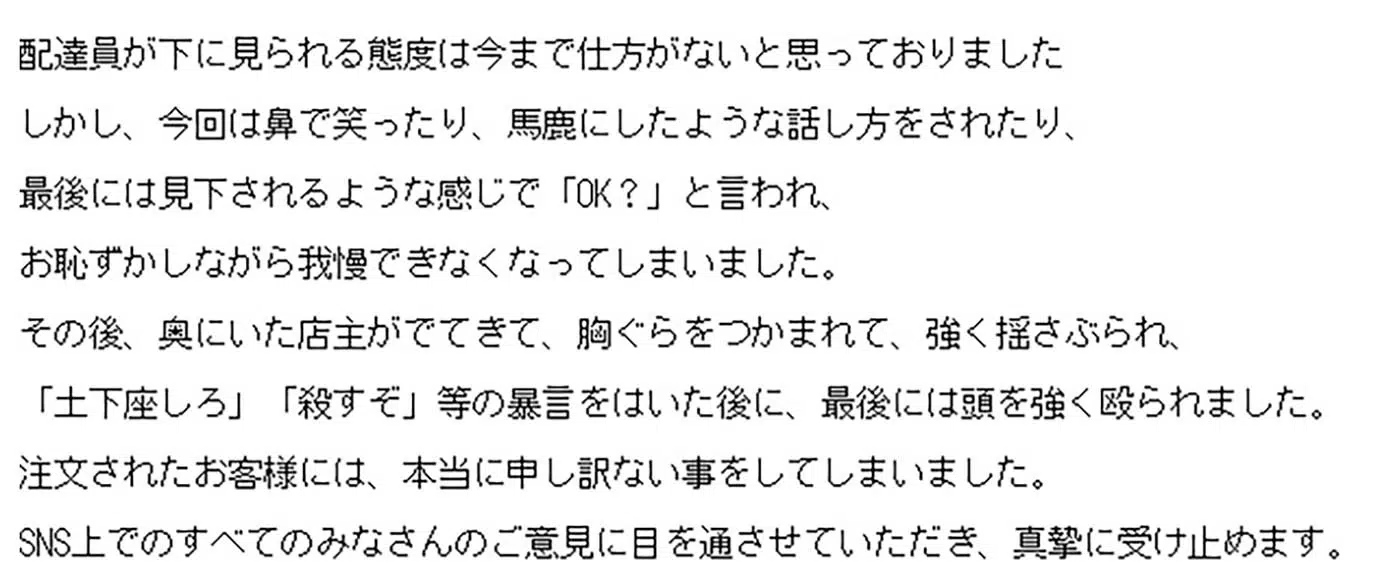 配達員が下に見られる態度は今まで仕方がないと思っておりました
しかし、今回は鼻で笑ったり、馬鹿にしたような話し方をされたり、
最後には見下されるような感じで「OK？」と言われ、
お恥ずかしながら我慢できなくなってしまいました。
その後、奥にいた店主がでてきて、胸ぐらをつかまれて、強く揺さぶられ、
「土下座しろ」「殺すぞ」等の暴言をはいた後に、最後には頭を強く殴られました。
注文されたお客様には、本当に申し訳ない事をしてしまいました。
SNS上でのすべてのみなさんのご意見に目を通させていただき、真摯に受け止めます。